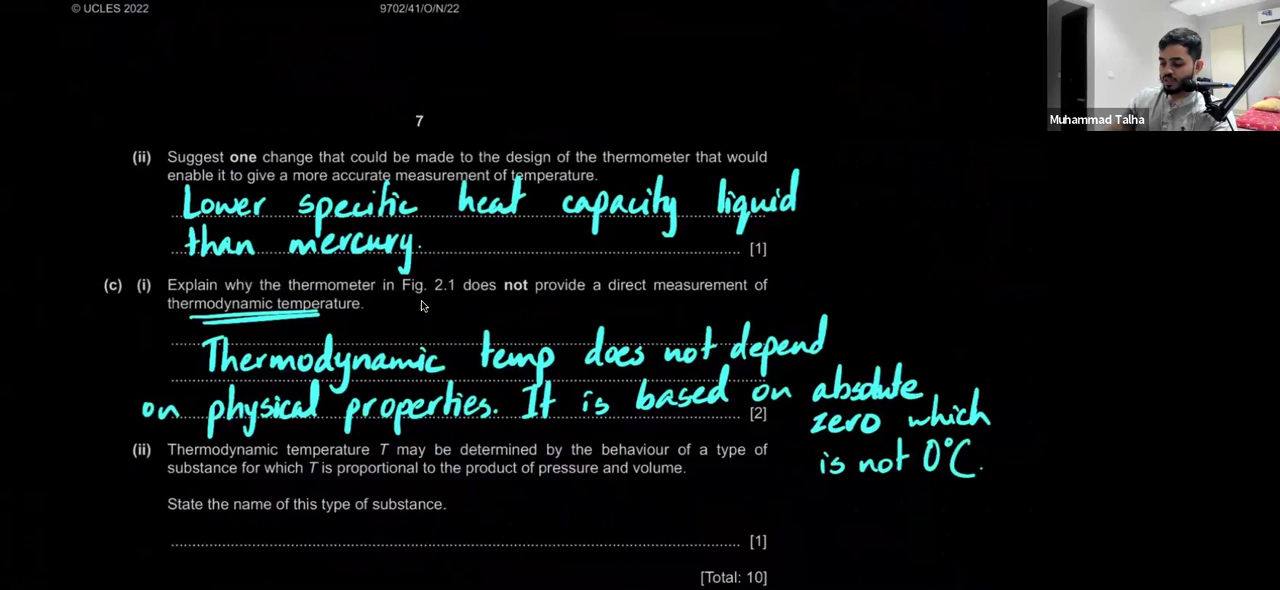 © UCLES 2022 9702/41/O/N/22
Muhammad Talha
7
(ii) Suggest one change that could be made to the design of the thermometer that would
enable it to give a more accurate measurement of temperature.
Lower specific heat capacity liquid
than mercury.
[1]
(c) (i) Explain why the thermometer in Fig. 2.1 does not provide a direct measurement of
thermodynamic temperature.
Thermodynamic temp does not depend
on physical properties. It is based on absolute
zero which
is not 0°C.
[2]
(ii) Thermodynamic temperature T may be determined by the behaviour of a type of
substance for which T is proportional to the product of pressure and volume.
State the name of this type of substance.
[1]
[Total: 10]